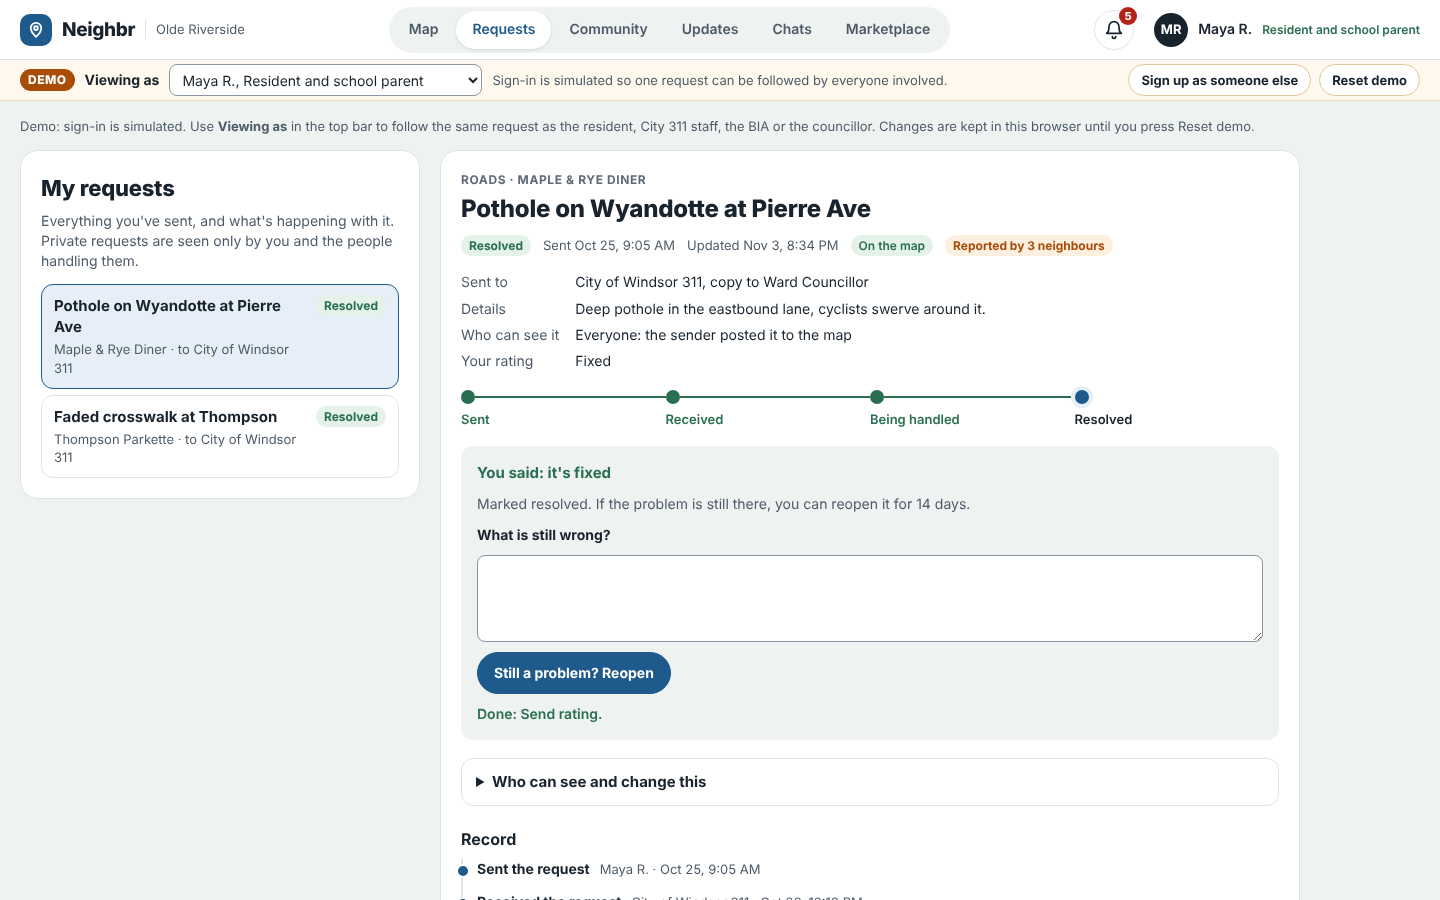 Neighbr
Olde Riverside
Map
Requests
Community
Updates
Chats
Marketplace
5
MR
Maya R.
Resident and school parent
DEMO
Viewing as
Maya R., Resident and school parent
Sign-in is simulated so one request can be followed by everyone involved.
Sign up as someone else
Reset demo
Demo: sign-in is simulated. Use Viewing as in the top bar to follow the same request as the resident, City 311 staff, the BIA or the councillor. Changes are kept in this browser until you press Reset demo.
My requests
Everything you've sent, and what's happening with it.
Private requests are seen only by you and the people
handling them.
Pothole on Wyandotte at Pierre
Ave
Resolved
Maple & Rye Diner · to City of Windsor
311
Faded crosswalk at Thompson
Resolved
Thompson Parkette · to City of Windsor
311
ROADS · MAPLE & RYE DINER
Pothole on Wyandotte at Pierre Ave
Resolved
Sent Oct 25, 9:05 AM
Updated Nov 3, 8:34 PM
On the map
Reported by 3 neighbours
Sent to
City of Windsor 311, copy to Ward Councillor
Details
Deep pothole in the eastbound lane, cyclists swerve around it.
Who can see it
Everyone: the sender posted it to the map
Your rating
Fixed
Sent
Received
Being handled
Resolved
You said: it's fixed
Marked resolved. If the problem is still there, you can reopen it for 14 days.
What is still wrong?
Still a problem? Reopen
Done: Send rating.
Who can see and change this
Record
Sent the request
Maya R. · Oct 25, 9:05 AM